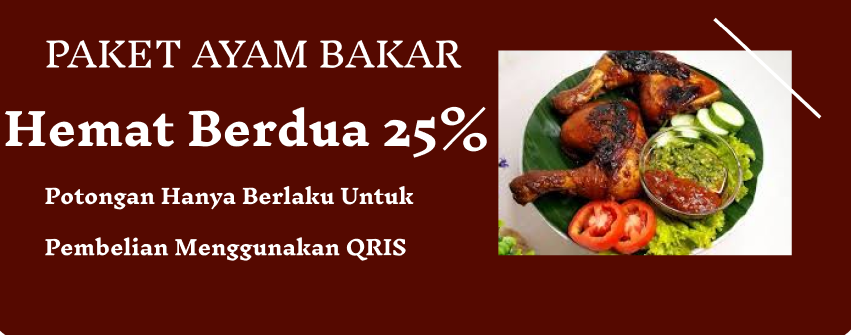 PAKET AYAM BAKAR
Hemat Berdua 25%
Potongan Hanya Berlaku Untuk
Pembelian Menggunakan QRIS